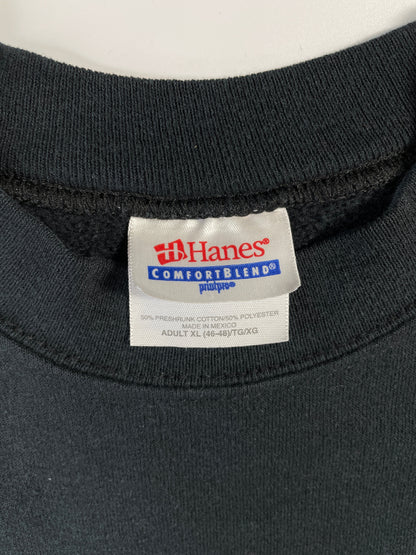 Hanes®
COMFORTBLEND®
printpro®
50% PRESHRUNK COTTON/50% POLYESTER
MADE IN MEXICO
ADULT XL (46-48)/TG/XG